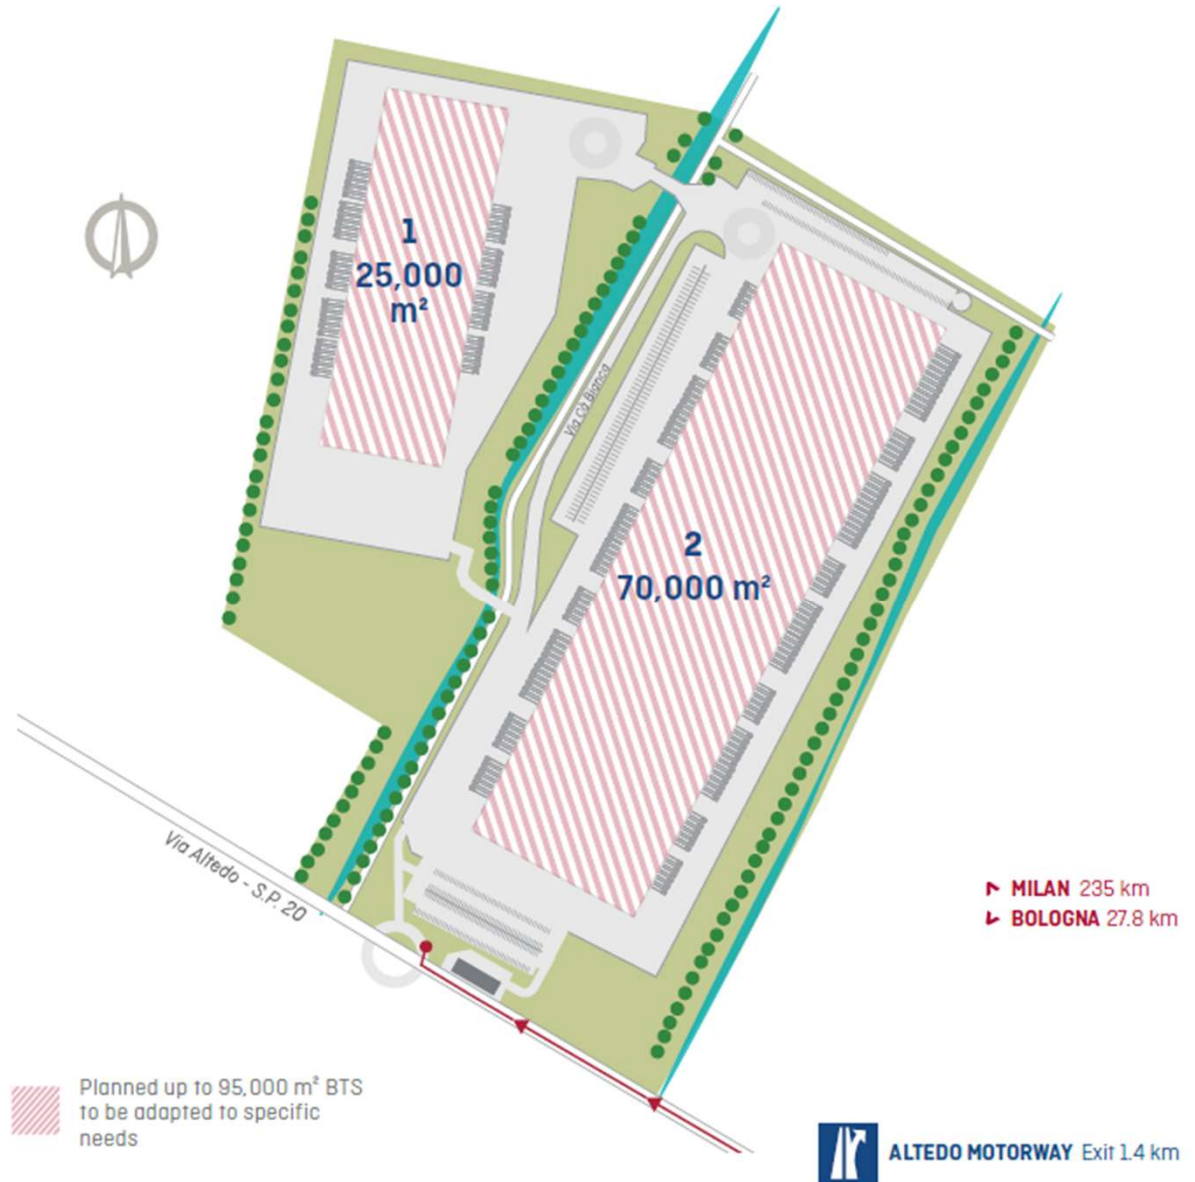 1
25,000
m²
Via Cà Bianca
2
70,000 m²
Via Altedo - S.P. 20
MILAN 235 km
BOLOGNA 27.8 km
Planned up to 95,000 m² BTS
to be adapted to specific
needs
ALTEDO MOTORWAY Exit 1.4 km